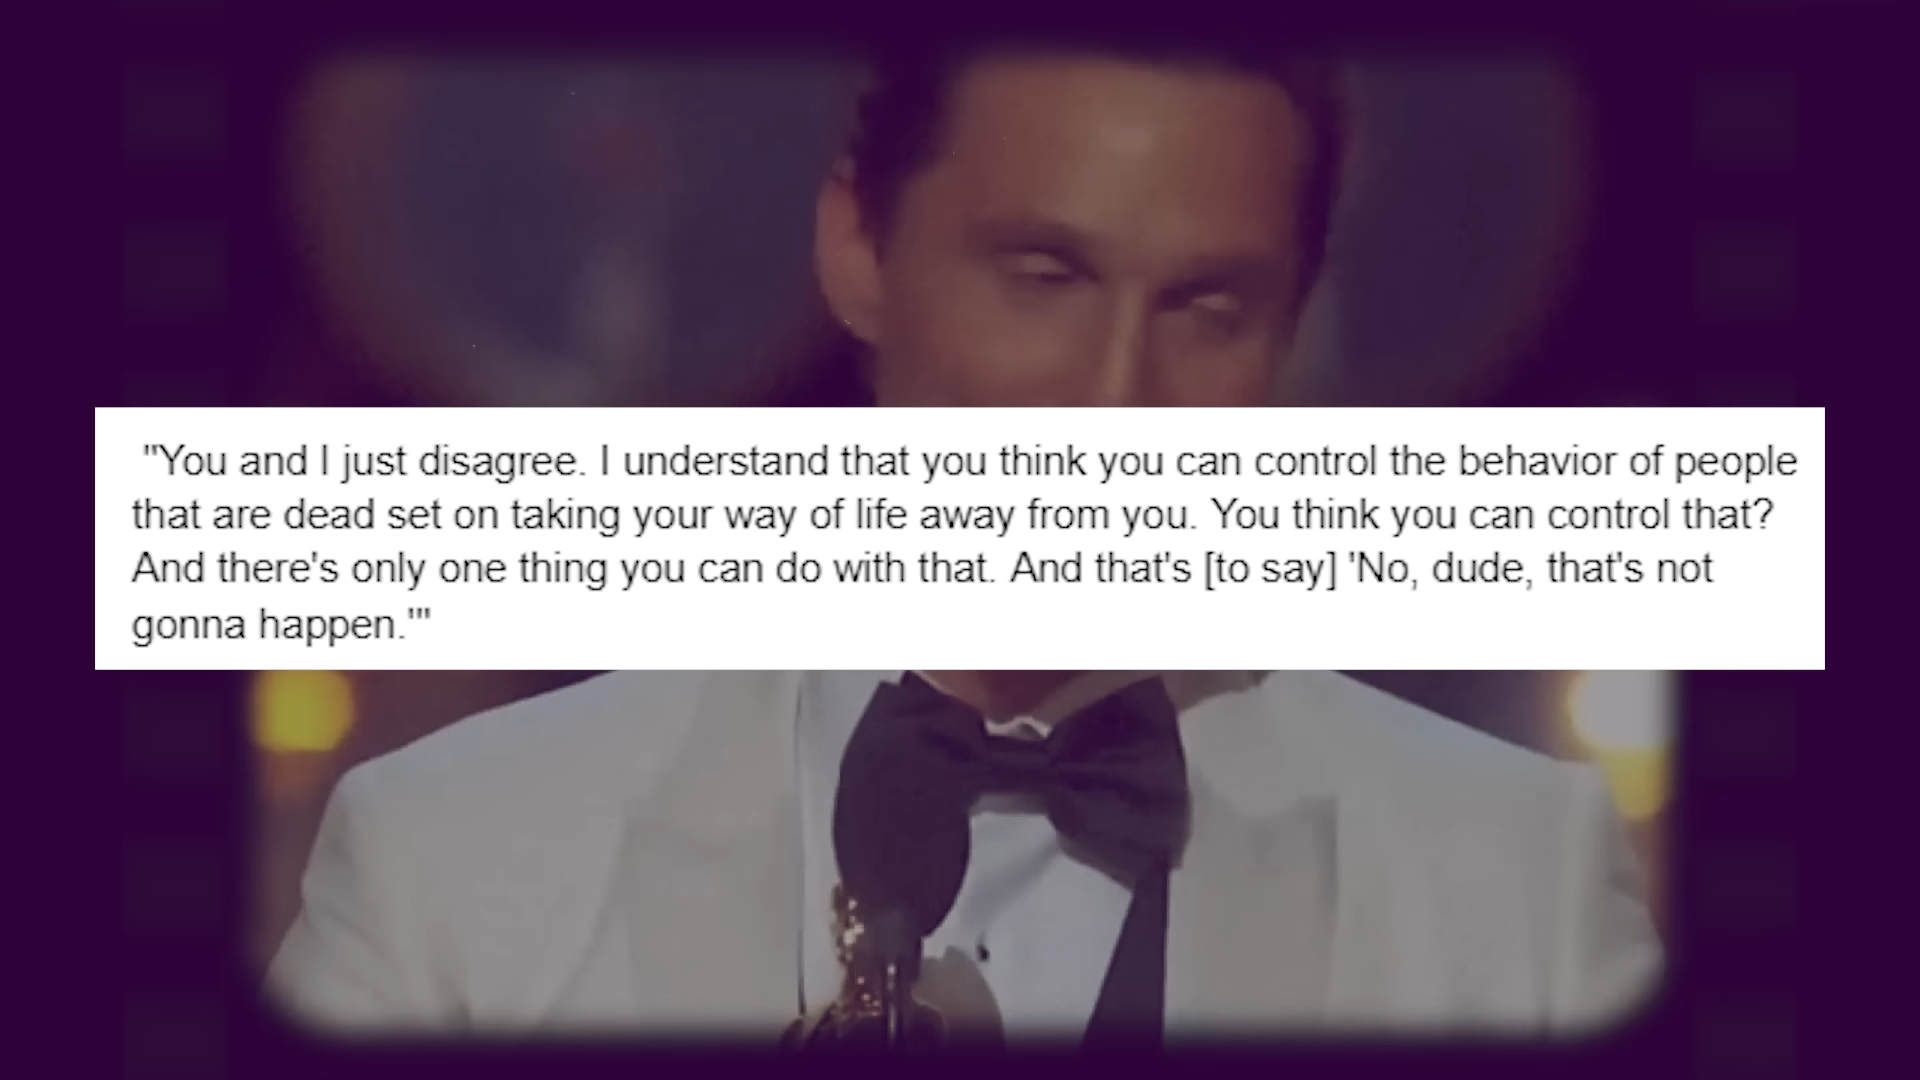 "You and I just disagree. I understand that you think you can control the behavior of people
that are dead set on taking your way of life away from you. You think you can control that?
And there's only one thing you can do with that. And that's [to say] 'No, dude, that's not
gonna happen.'"